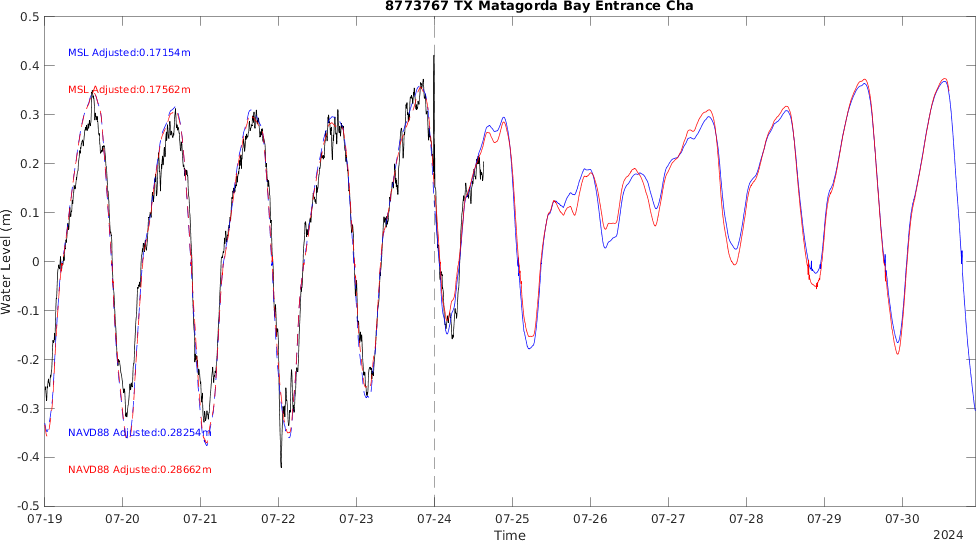 8773767 TX Matagorda Bay Entrance Cha
0.5
MSL Adjusted:0.17154m
0.4
MSL Adjusted:0.17562m
0.3
0.2
0.1
Water Level (m)
0
-0.1
-0.2
-0.3
NAVD88 Adjusted:0.28254m
-0.4
NAVD88 Adjusted:0.28662m
-0.5
07-19 07-20 07-21 07-22 07-23 07-24 07-25 07-26 07-27 07-28 07-29 07-30
Time
2024